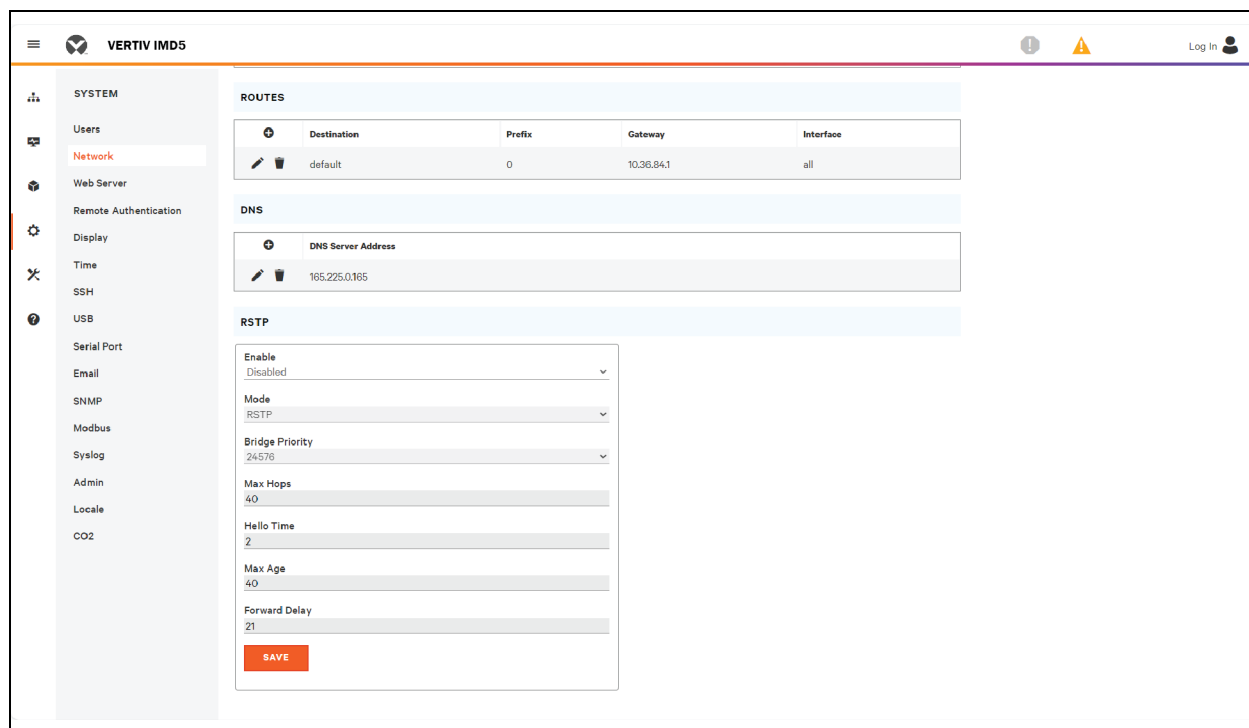 VERTIV IMD5
Log In
SYSTEM
Users
Network
Web Server
Remote Authentication
Display
Time
SSH
USB
Serial Port
Email
SNMP
Modbus
Syslog
Admin
Locale
CO2
ROUTES
Destination Prefix Gateway Interface
default 0 10.36.84.1 all
DNS
DNS Server Address
165.225.0.165
RSTP
Enable
Disabled
Mode
RSTP
Bridge Priority
24576
Max Hops
40
Hello Time
2
Max Age
40
Forward Delay
21
SAVE